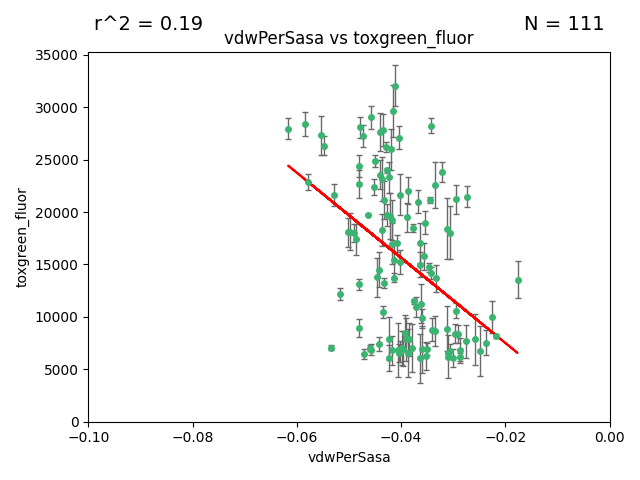 r^2 = 0.19
N = 111
vdwPerSasa vs toxgreen_fluor
35000
30000
25000
20000
15000
10000
5000
0
toxgreen_fluor
−0.10
−0.08
−0.06
−0.04
−0.02
0.00
vdwPerSasa